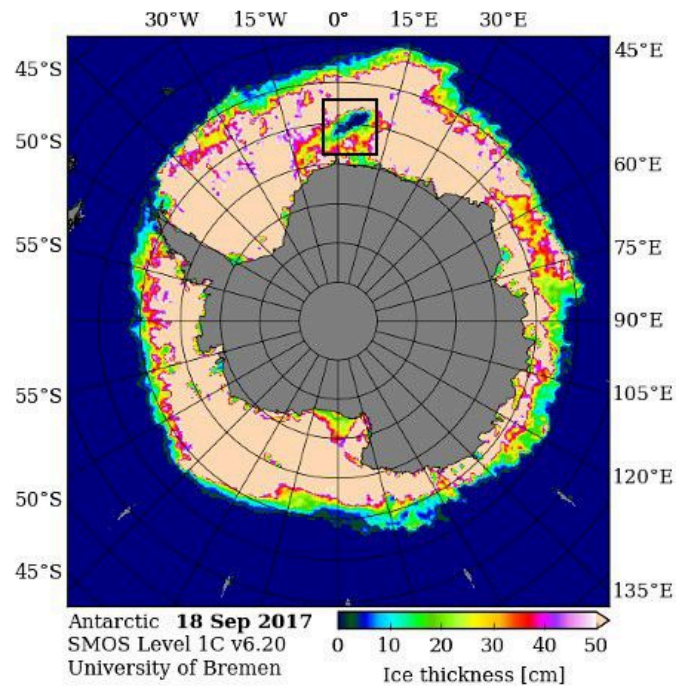 30°W 0° 15°E 30°E
15°W
45°E
45°S
50°S
60°E
55°S
75°E
90°E
55°S
105°E
120°E
50°S
45°S
135°E
Antarctic 18 Sep 2017
SMOS Level 1C v6.20
University of Bremen
0 10 20 30 40 50
Ice thickness [cm]